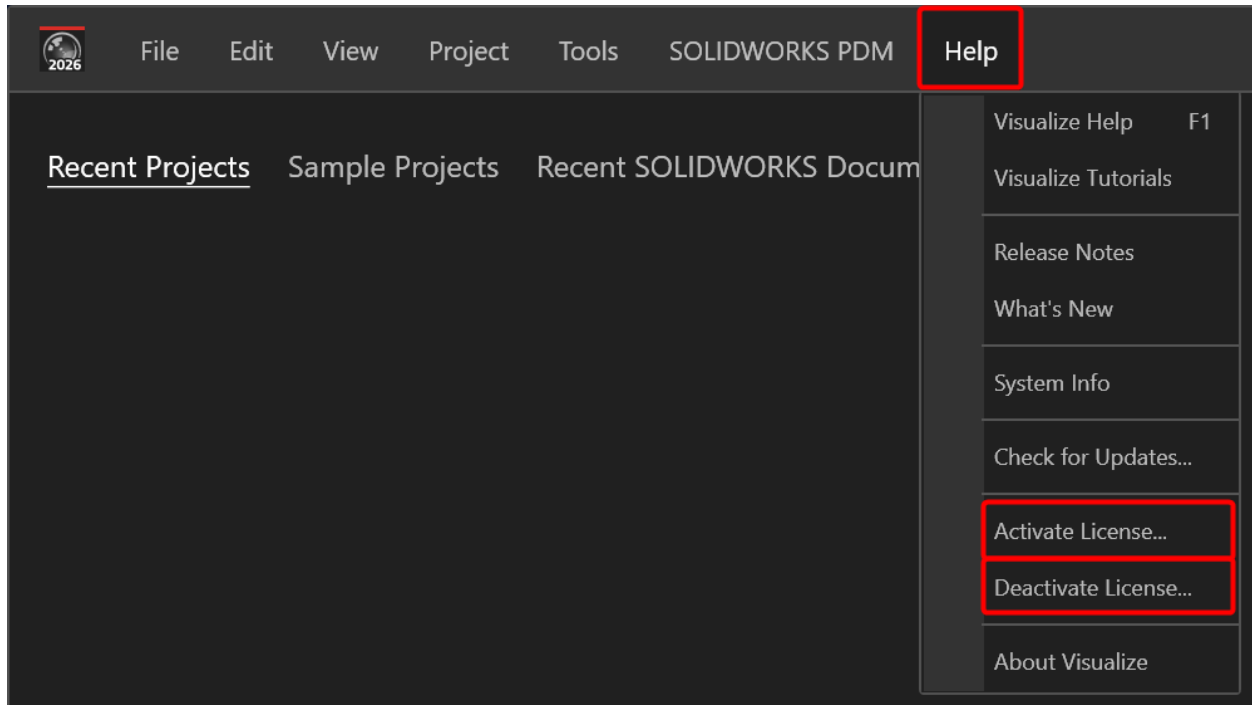 2026 File Edit View Project Tools SOLIDWORKS PDM Help
Recent Projects Sample Projects Recent SOLIDWORKS Docum
Visualize Help F1
Visualize Tutorials
Release Notes
What's New
System Info
Check for Updates...
Activate License...
Deactivate License...
About Visualize